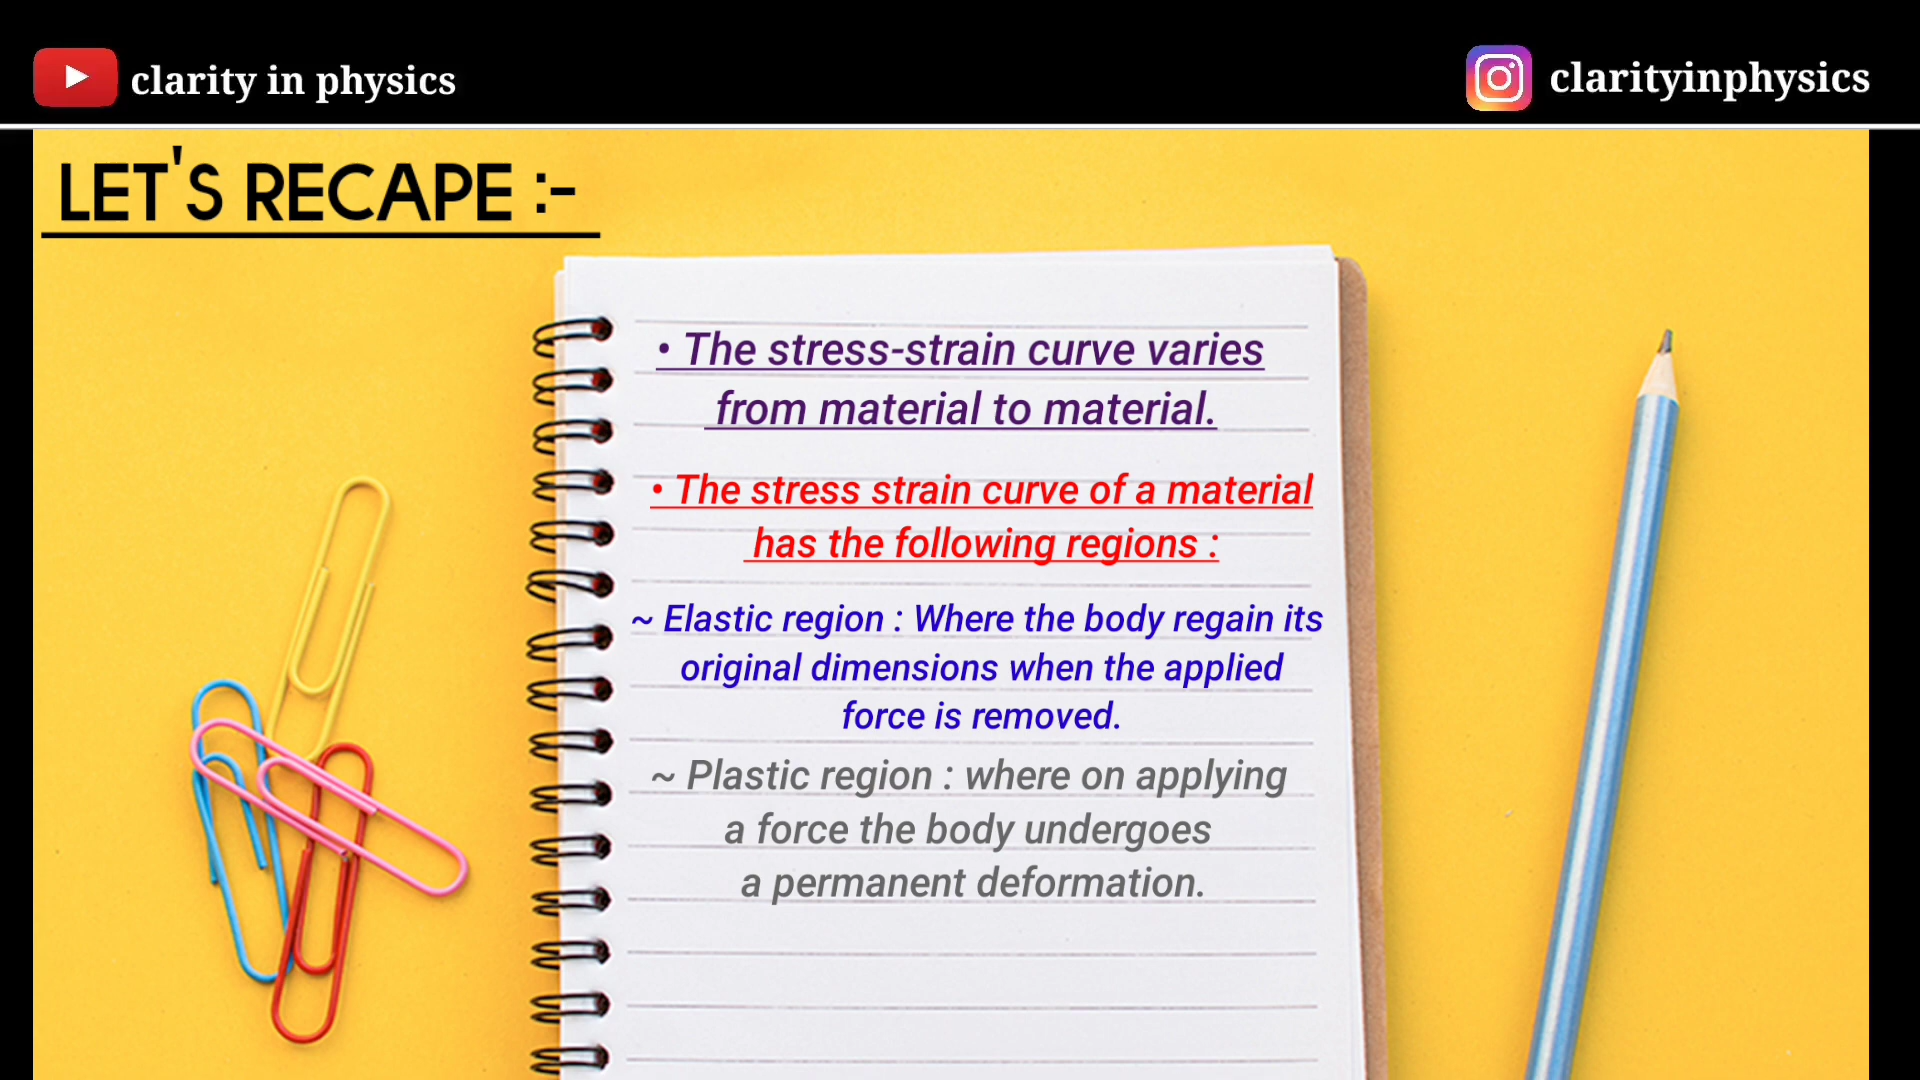 clarity in physics
clarityinphysics
LET'S RECAPE :-
• The stress-strain curve varies
from material to material.
• The stress strain curve of a material
has the following regions :
~ Elastic region : Where the body regain its
original dimensions when the applied
force is removed.
~ Plastic region : where on applying
a force the body undergoes
a permanent deformation.